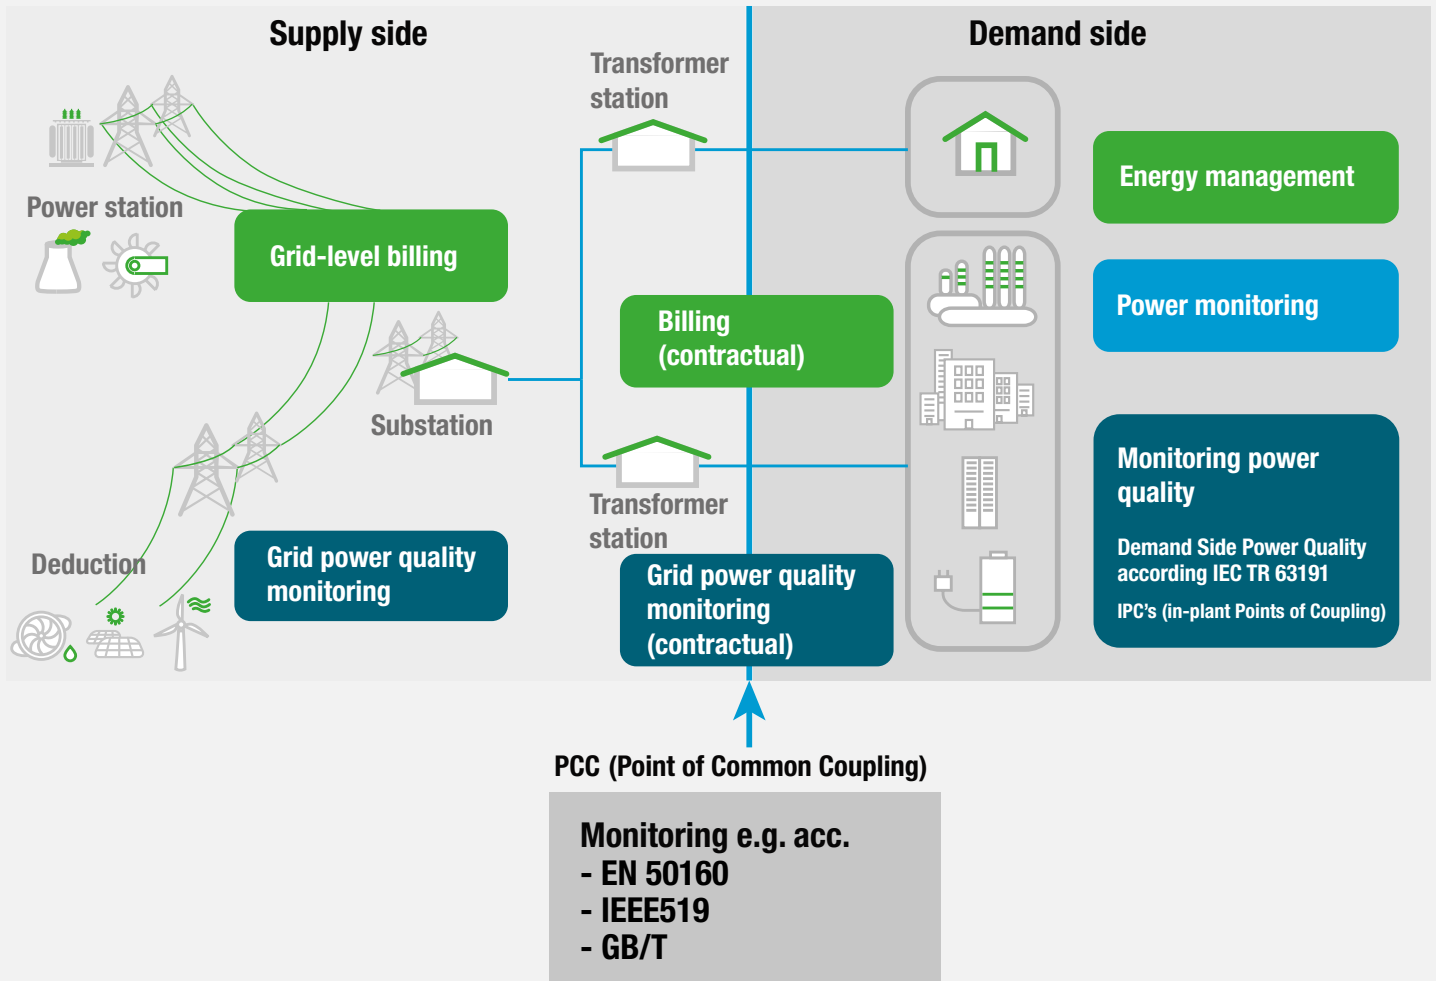 Supply side
Demand side
Transformer
station
Power station
Grid-level billing
Energy management
Power monitoring
Billing
(contractual)
Substation
Transformer
station
Monitoring power
quality
Demand Side Power Quality
according IEC TR 63191
IPC's (in-plant Points of Coupling)
Deduction
Grid power quality
monitoring
Grid power quality
monitoring
(contractual)
PCC (Point of Common Coupling)
Monitoring e.g. acc.
- EN 50160
- IEEE519
- GB/T